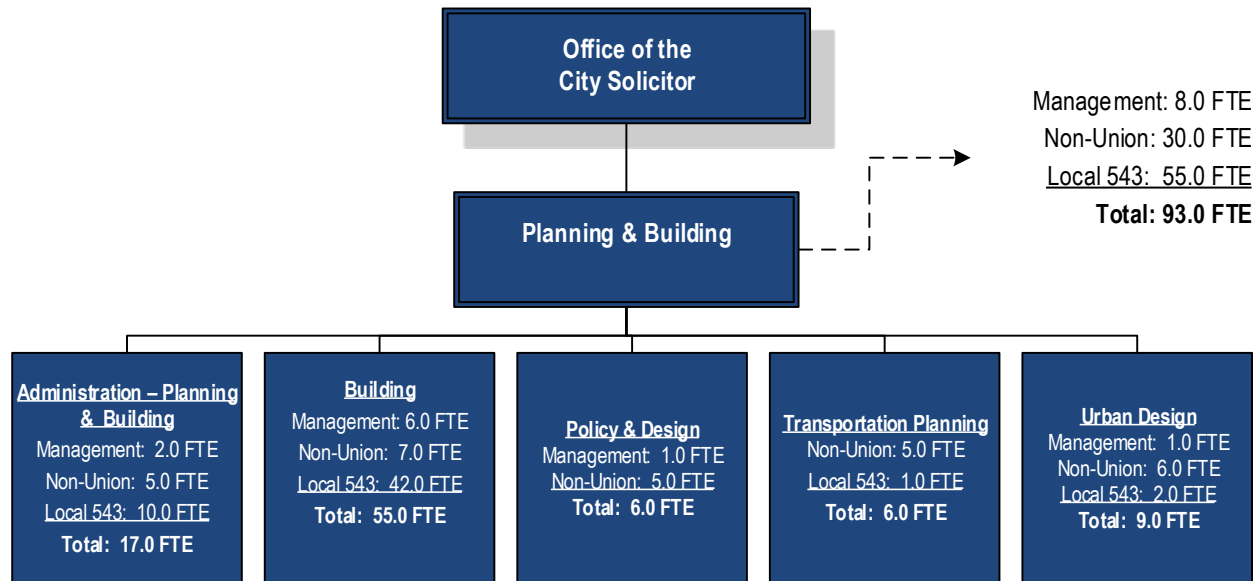 Office of the
City Solicitor
Management: 8.0 FTE
Non-Union: 30.0 FTE
Local 543: 55.0 FTE
Total: 93.0 FTE
Planning & Building
Administration – Planning
& Building
Management: 2.0 FTE
Non-Union: 5.0 FTE
Local 543: 10.0 FTE
Total: 17.0 FTE
Building
Management: 6.0 FTE
Non-Union: 7.0 FTE
Local 543: 42.0 FTE
Total: 55.0 FTE
Policy & Design
Management: 1.0 FTE
Non-Union: 5.0 FTE
Total: 6.0 FTE
Transportation Planning
Non-Union: 5.0 FTE
Local 543: 1.0 FTE
Total: 6.0 FTE
Urban Design
Management: 1.0 FTE
Non-Union: 6.0 FTE
Local 543: 2.0 FTE
Total: 9.0 FTE